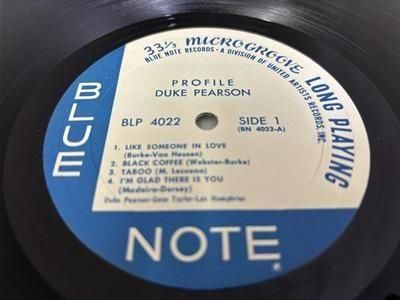 33⅓ MICROGROOVE LONG PLAYING
BLUE NOTE RECORDS · A DIVISION OF UNITED ARTISTS RECORDS, INC.
PROFILE
DUKE PEARSON
BLP 4022 SIDE 1
(BN 4022-A)
1. LIKE SOMEONE IN LOVE
(Burke-Van Heusen)
2. BLACK COFFEE (Webster-Burke)
3. TABOO (M. Lecuona)
4. I'M GLAD THERE IS YOU
(Madeira-Dorsey)
Duke Pearson-Gene Taylor-Lex Humphries
BLUE
NOTE